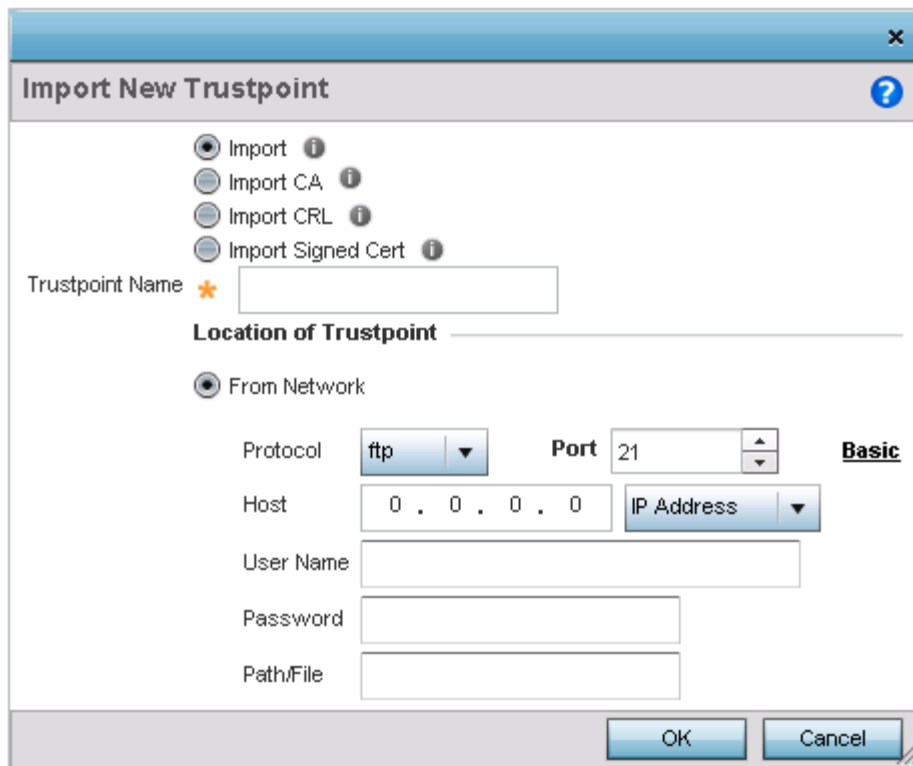 Import New Trustpoint
Import
Import CA
Import CRL
Import Signed Cert
Trustpoint Name *
Location of Trustpoint
From Network
Protocol ftp Port 21 Basic
Host 0 . 0 . 0 . 0 IP Address
User Name
Password
Path/File
OK Cancel